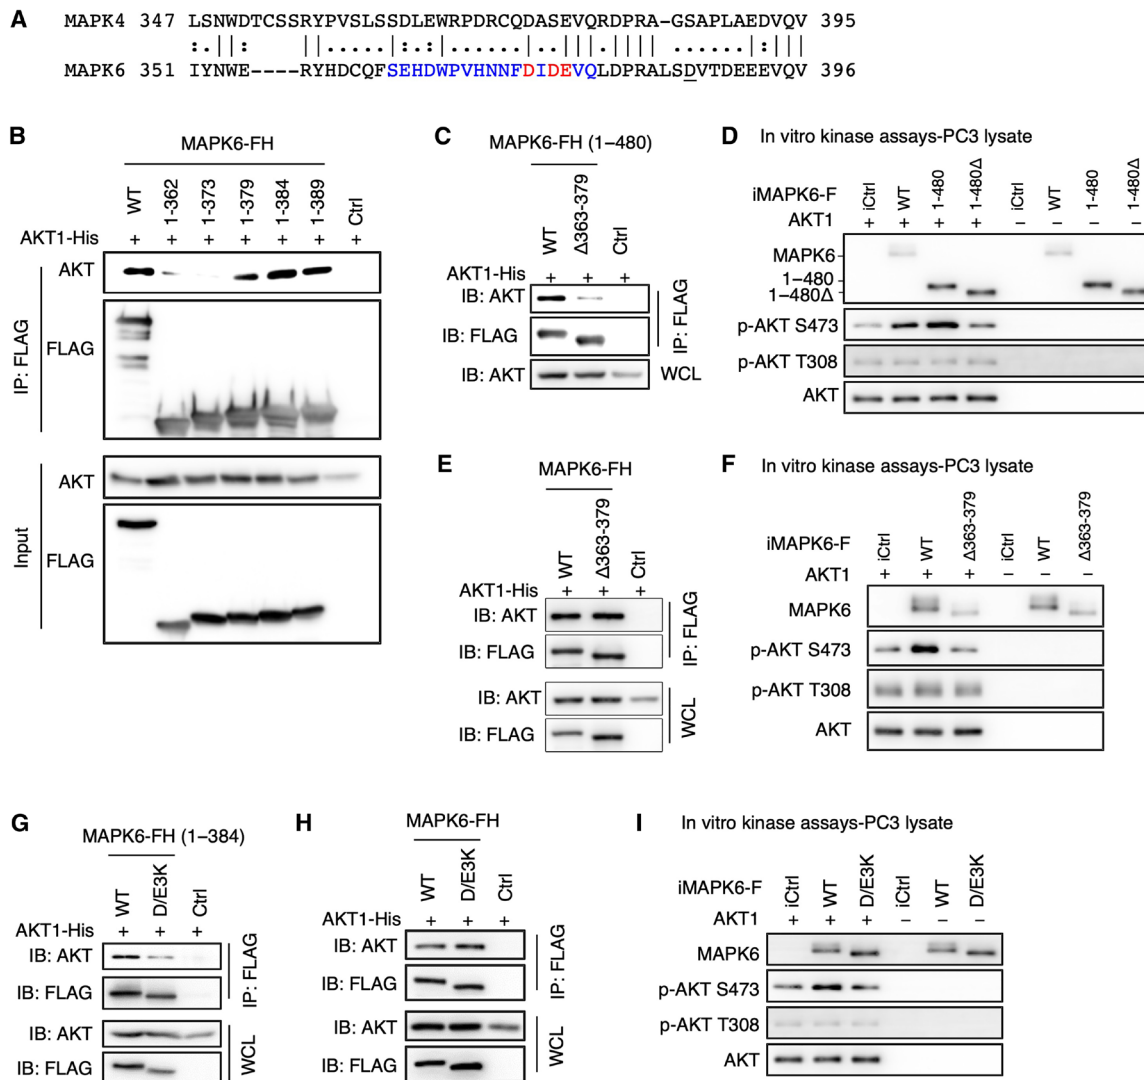 A
MAPK4 347 LSNWDTCSSRYPVSLSSDLEWRPDRCQDASEVQRDPRA-GSAPLAEDVQV 395
:.||:    ||.....|:.:|......|..|||.||||.  ......|:|||
MAPK6 351 IYNWE----RYHDCQFSEHDWPVHNNFDIDEVQLDPRALSDVTDEEEVQV 396
B
MAPK6-FH
WT 1-362 1-373 1-379 1-384 1-389 Ctrl
AKT1-His + + + + + + +
IP: FLAG
AKT
FLAG
Input
AKT
FLAG
C
MAPK6-FH (1–480)
WT Δ363-379 Ctrl
AKT1-His + + +
IB: AKT
IB: FLAG
IP: FLAG
IB: AKT WCL
D In vitro kinase assays-PC3 lysate
iMAPK6-F iCtrl WT 1-480 1-480Δ iCtrl WT 1-480 1-480Δ
AKT1 + + + + − − − −
MAPK6
1–480
1–480Δ
p-AKT S473
p-AKT T308
AKT
E
MAPK6-FH
WT Δ363-379 Ctrl
AKT1-His + + +
IB: AKT
IB: FLAG
IP: FLAG
IB: AKT
IB: FLAG
WCL
F In vitro kinase assays-PC3 lysate
iMAPK6-F iCtrl WT Δ363-379 iCtrl WT Δ363-379
AKT1 + + + − − −
MAPK6
p-AKT S473
p-AKT T308
AKT
G
MAPK6-FH (1–384)
WT D/E3K Ctrl
AKT1-His + + +
IB: AKT
IB: FLAG
IP: FLAG
IB: AKT
IB: FLAG
WCL
H
MAPK6-FH
WT D/E3K Ctrl
AKT1-His + + +
IB: AKT
IB: FLAG
IP: FLAG
IB: AKT
IB: FLAG
WCL
I In vitro kinase assays-PC3 lysate
iMAPK6-F iCtrl WT D/E3K iCtrl WT D/E3K
AKT1 + + + − − −
MAPK6
p-AKT S473
p-AKT T308
AKT